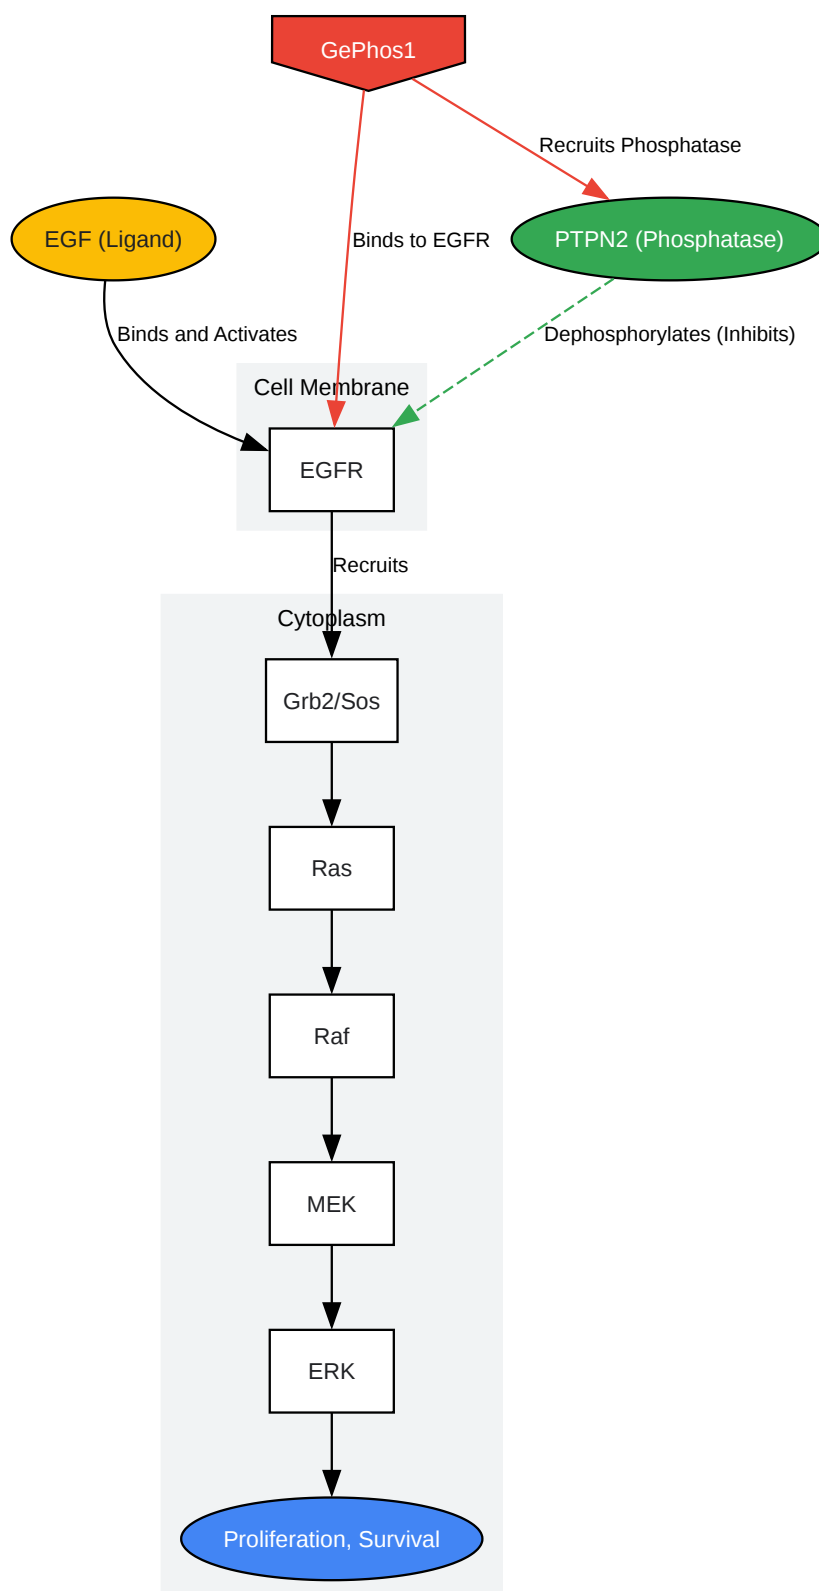 GePhos1
Recruits Phosphatase
EGF (Ligand)
Binds to EGFR
PTPN2 (Phosphatase)
Binds and Activates
Dephosphorylates (Inhibits)
Cell Membrane
EGFR
Recruits
Cytoplasm
Grb2/Sos
Ras
Raf
MEK
ERK
Proliferation, Survival